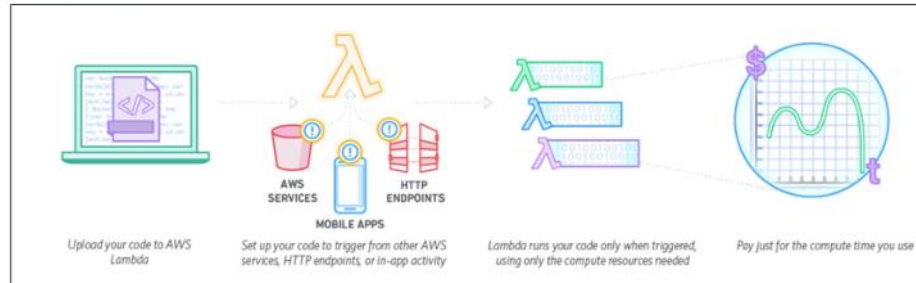 $
t
AWS
SERVICES
HTTP
ENDPOINTS
MOBILE APPS
Upload your code to AWS
Lambda
Set up your code to trigger from other AWS
services, HTTP endpoints, or in-app activity
Lambda runs your code only when triggered,
using only the compute resources needed
Pay just for the compute time you use